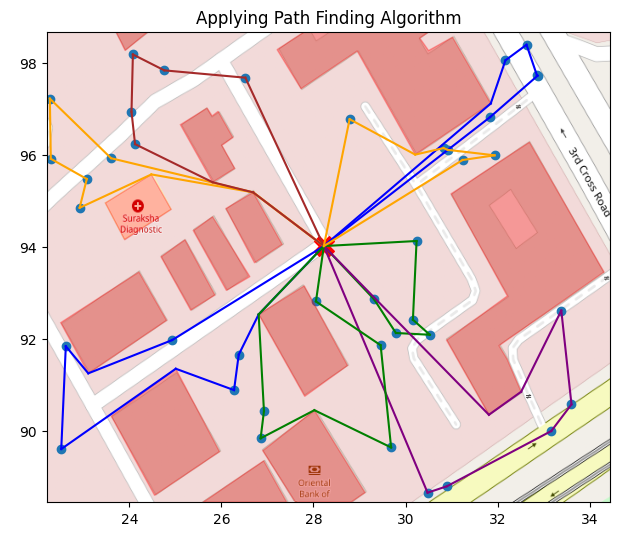 Applying Path Finding Algorithm
98
96
94
92
90
24
26
28
30
32
34
3rd Cross Road
Suraksha
Diagnostic
Oriental
Bank of